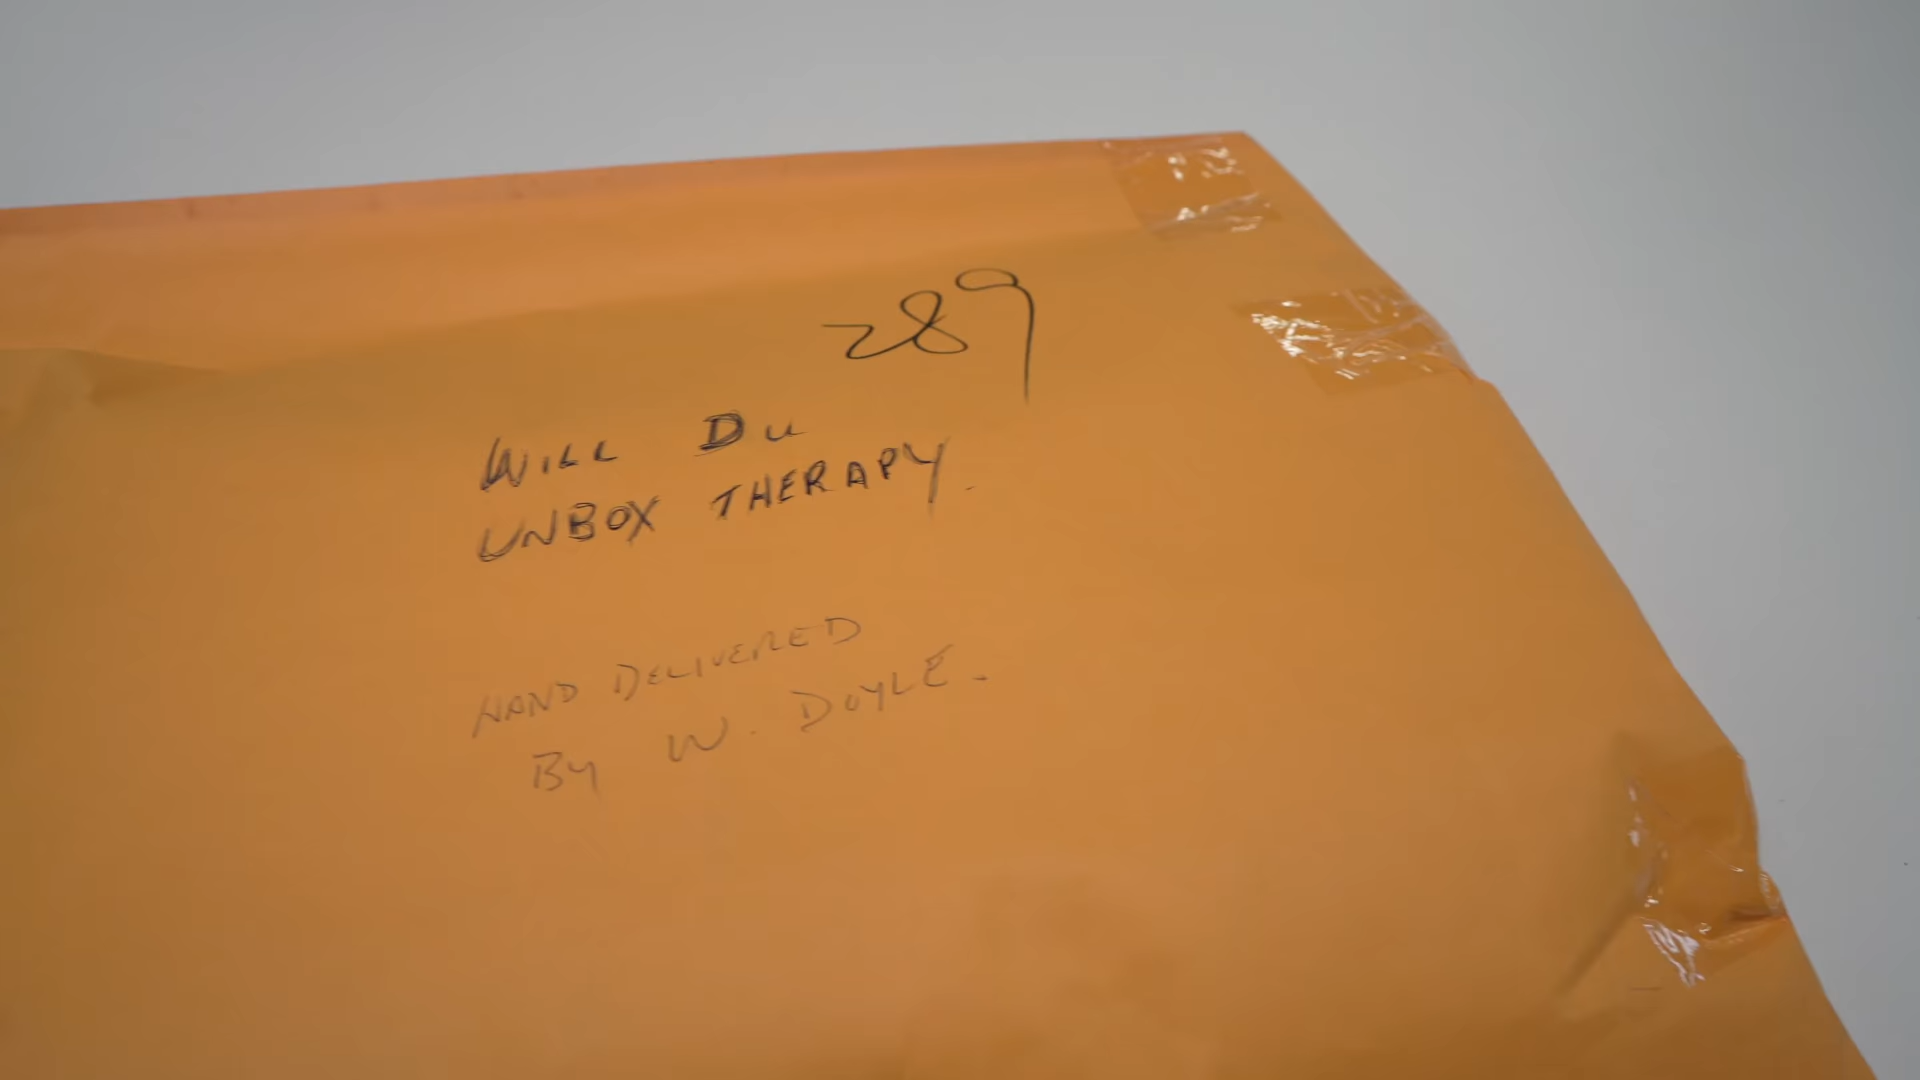 289
WILL DU
UNBOX THERAPY.
HAND DELIVERED
BY W. DOYLE.